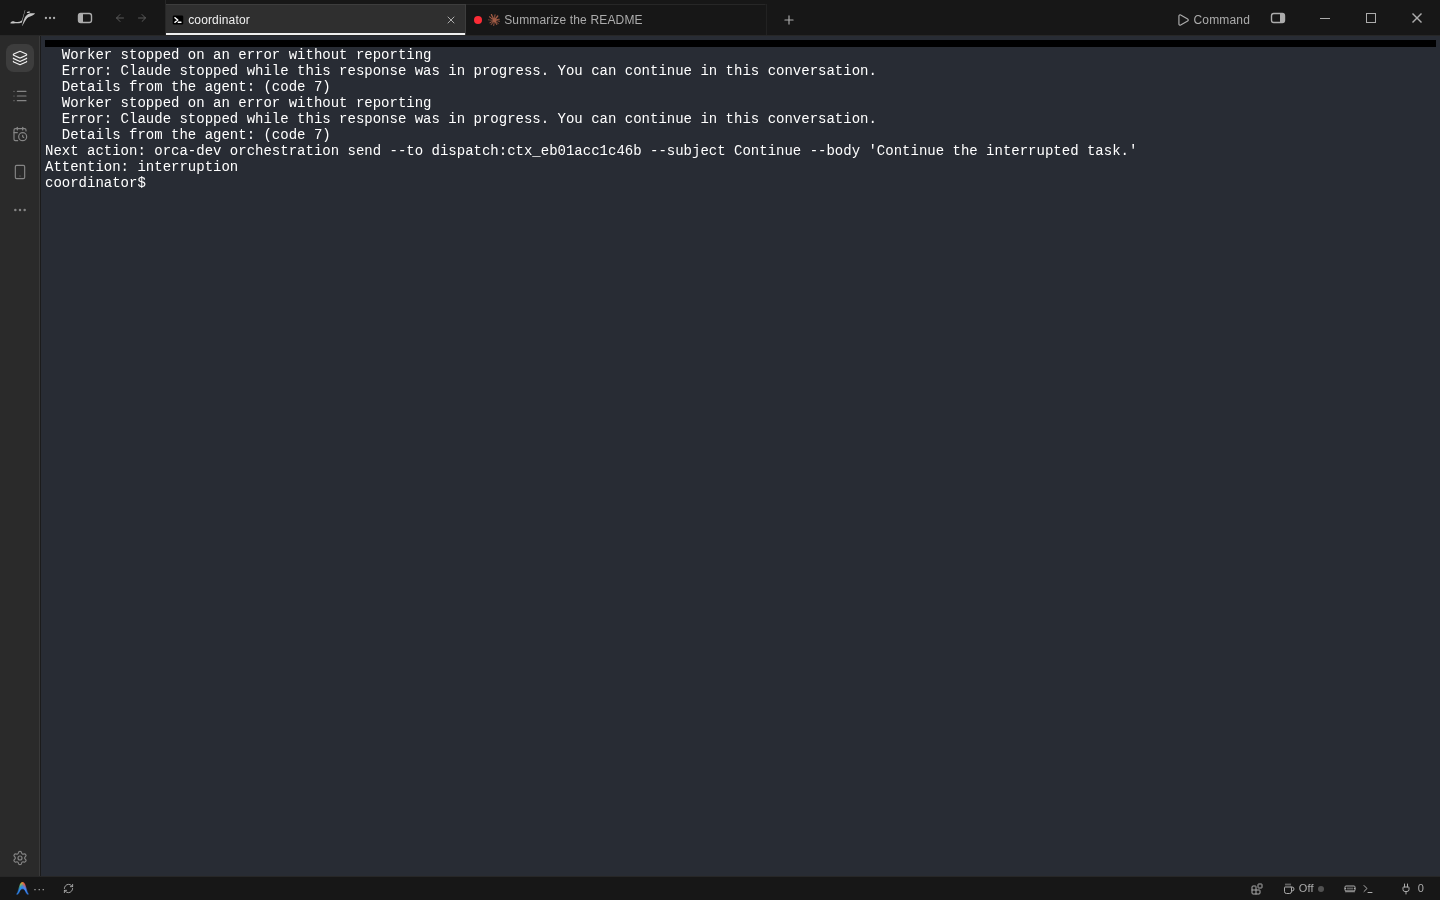 coordinator
Summarize the README
Command
Worker stopped on an error without reporting
Error: Claude stopped while this response was in progress. You can continue in this conversation.
Details from the agent: (code 7)
Worker stopped on an error without reporting
Error: Claude stopped while this response was in progress. You can continue in this conversation.
Details from the agent: (code 7)
Next action: orca-dev orchestration send --to dispatch:ctx_eb01acc1c46b --subject Continue --body 'Continue the interrupted task.'
Attention: interruption
coordinator$
Off
0